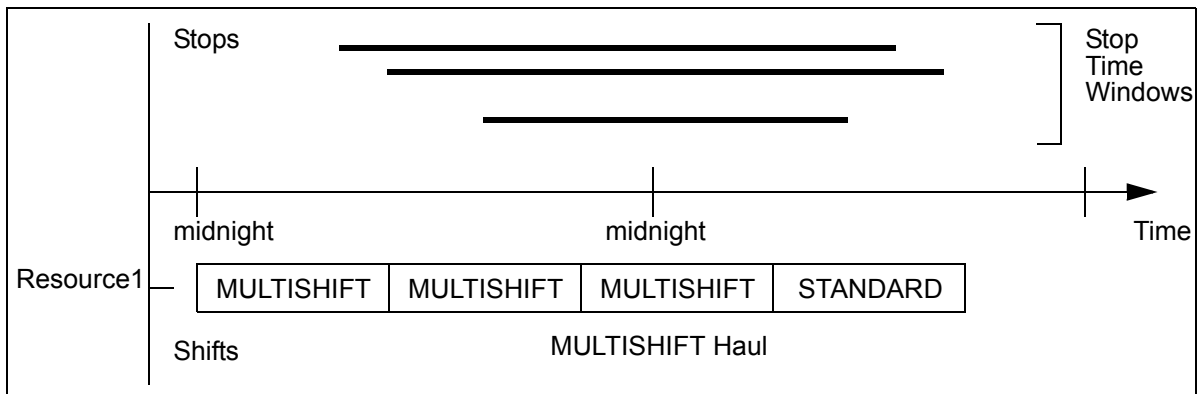 Stops
Stop
Time
Windows
midnight
midnight
Time
Resource1
MULTISHIFT
MULTISHIFT
MULTISHIFT
STANDARD
Shifts
MULTISHIFT Haul